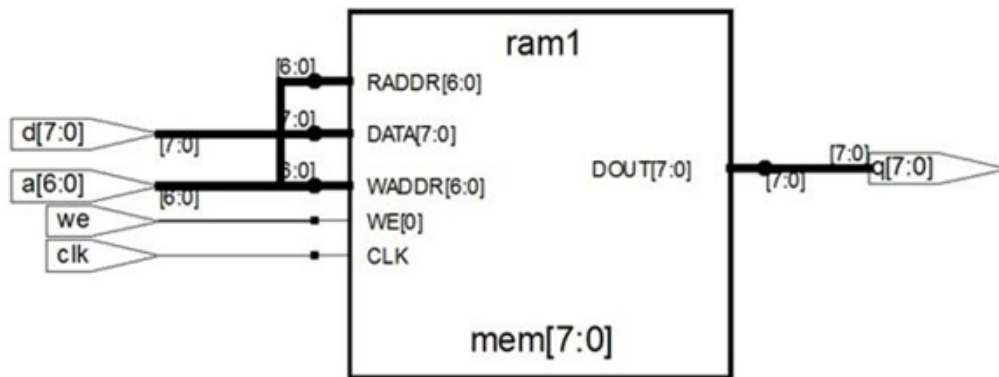 ram1
[6:0]
RADDR[6:0]
d[7:0]
[7:0]
7:0]
DATA[7:0]
a[6:0]
[6:0]
[6:0]
WADDR[6:0]
DOUT[7:0]
[7:0]
[7:0]
q[7:0]
we
WE[0]
clk
CLK
mem[7:0]